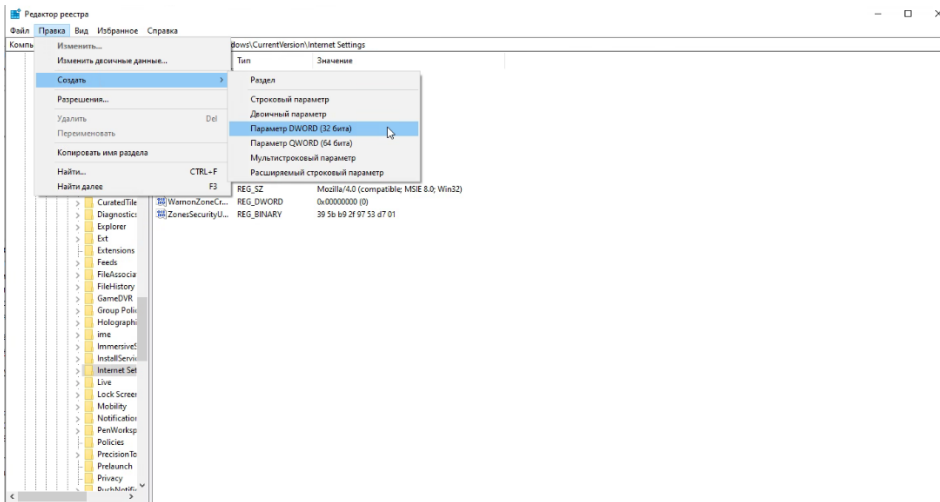 Редактор реестра
Файл Правка Вид Избранное Справка
Компь dows\CurrentVersion\Internet Settings
Изменить...
Изменить двоичные данные...
Создать
Разрешения...
Удалить Del
Переименовать
Копировать имя раздела
Найти... CTRL+F
Найти далее F3
Тип Значение
Раздел
Строковый параметр
Двоичный параметр
Параметр DWORD (32 бита)
Параметр QWORD (64 бита)
Мультистроковый параметр
Расширяемый строковый параметр
REG_SZ Mozilla/4.0 (compatible; MSIE 8.0; Win32)
WarnonZoneCr... REG_DWORD 0x00000000 (0)
ZonesSecurityU... REG_BINARY 39 5b b9 2f 97 53 d7 01
CuratedTile
Diagnostics
Explorer
Ext
Extensions
Feeds
FileAssocia
FileHistory
GameDVR
Group Polic
Holographi
ime
ImmersiveS
InstallServic
Internet Set
Live
Lock Screen
Mobility
Notification
PenWorksp
Policies
PrecisionTo
Prelaunch
Privacy
PushNotific